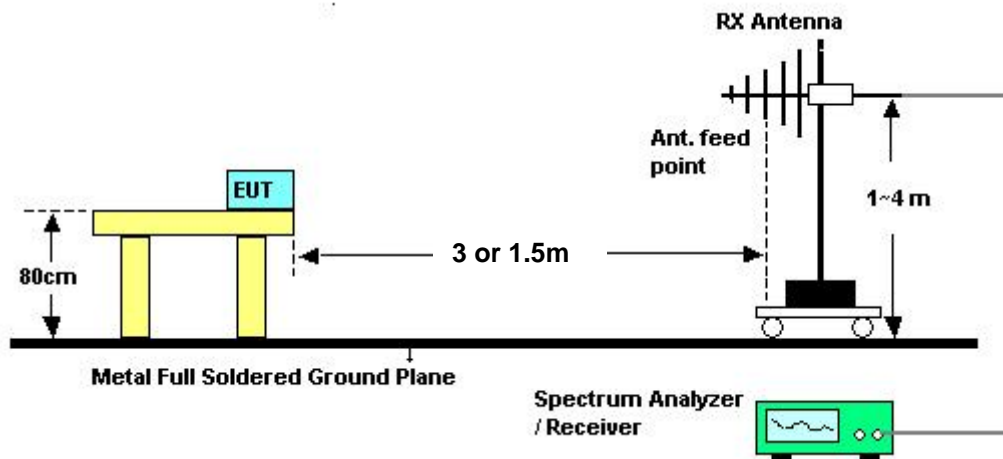 RX Antenna
Ant. feed
point
EUT
1~4 m
3 or 1.5m
80cm
Metal Full Soldered Ground Plane
Spectrum Analyzer
/ Receiver